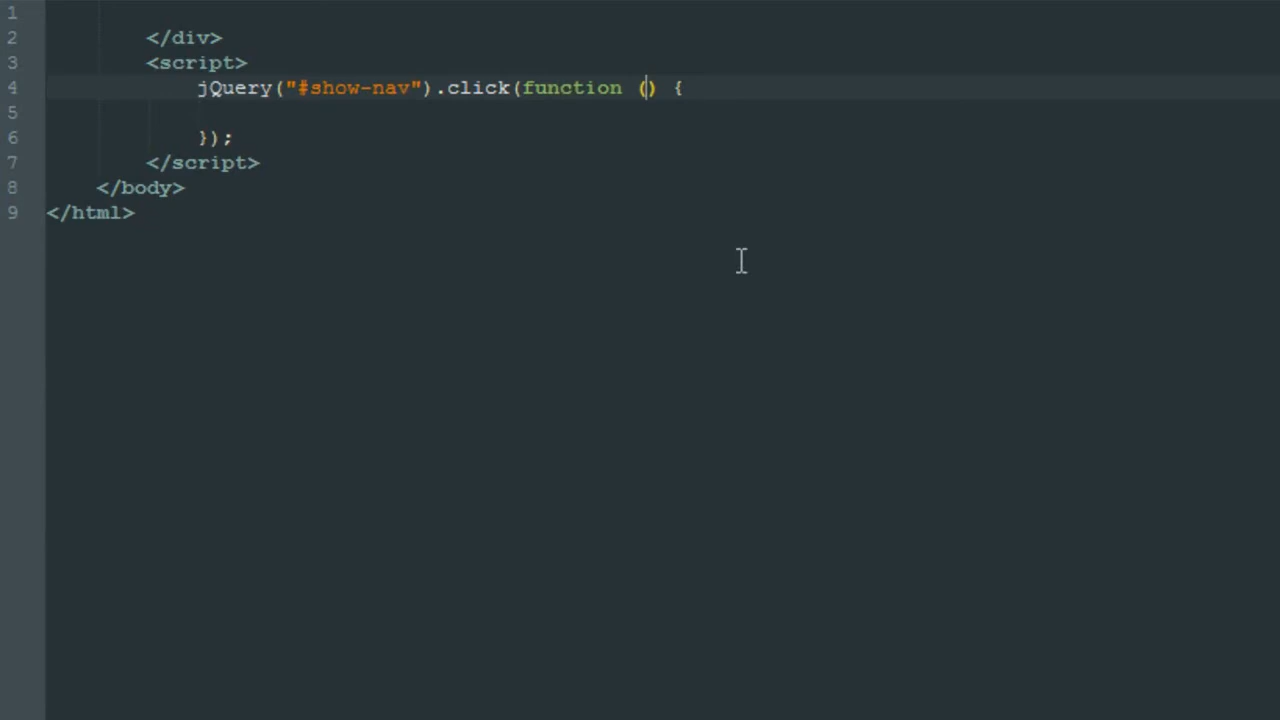 1
2 </div>
3 <script>
4 jQuery("#show-nav").click(function () {
5
6 });
7 </script>
8 </body>
9 </html>